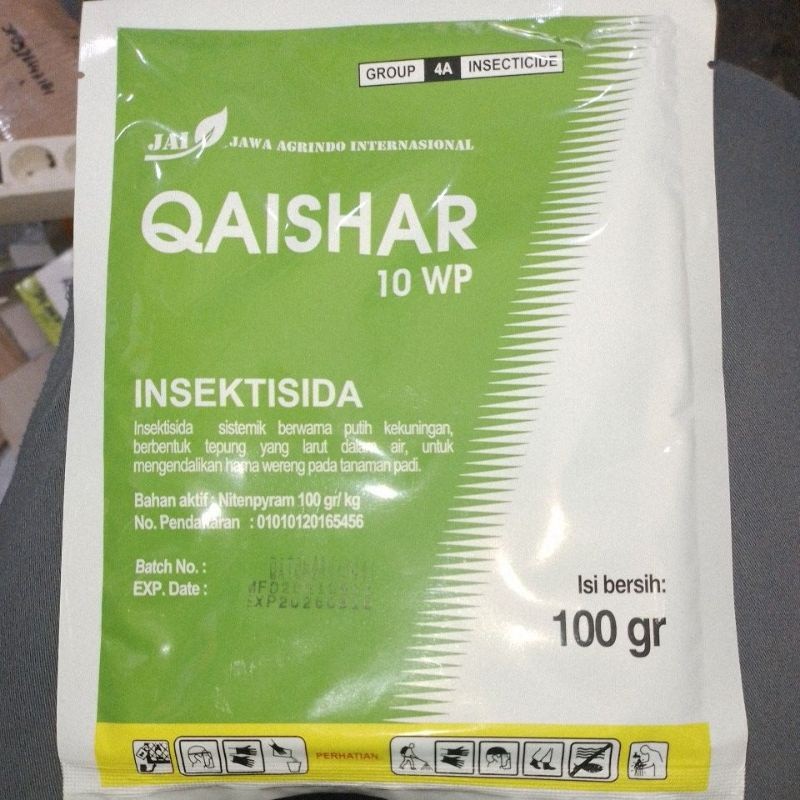 GROUP 4A INSECTICIDE
JAI JAWA AGRINDO INTERNASIONAL
QAISHAR
10 WP
INSEKTISIDA
Insektisida sistemik berwarna putih kekuningan,
berbentuk tepung yang larut dalam air, untuk
mengendalikan hama wereng pada tanaman padi.
Bahan aktif : Nitenpyram 100 gr/ kg
No. Pendaftaran : 01010120165456
Batch No. :
EXP. Date :
Isi bersih:
100 gr
PERHATIAN